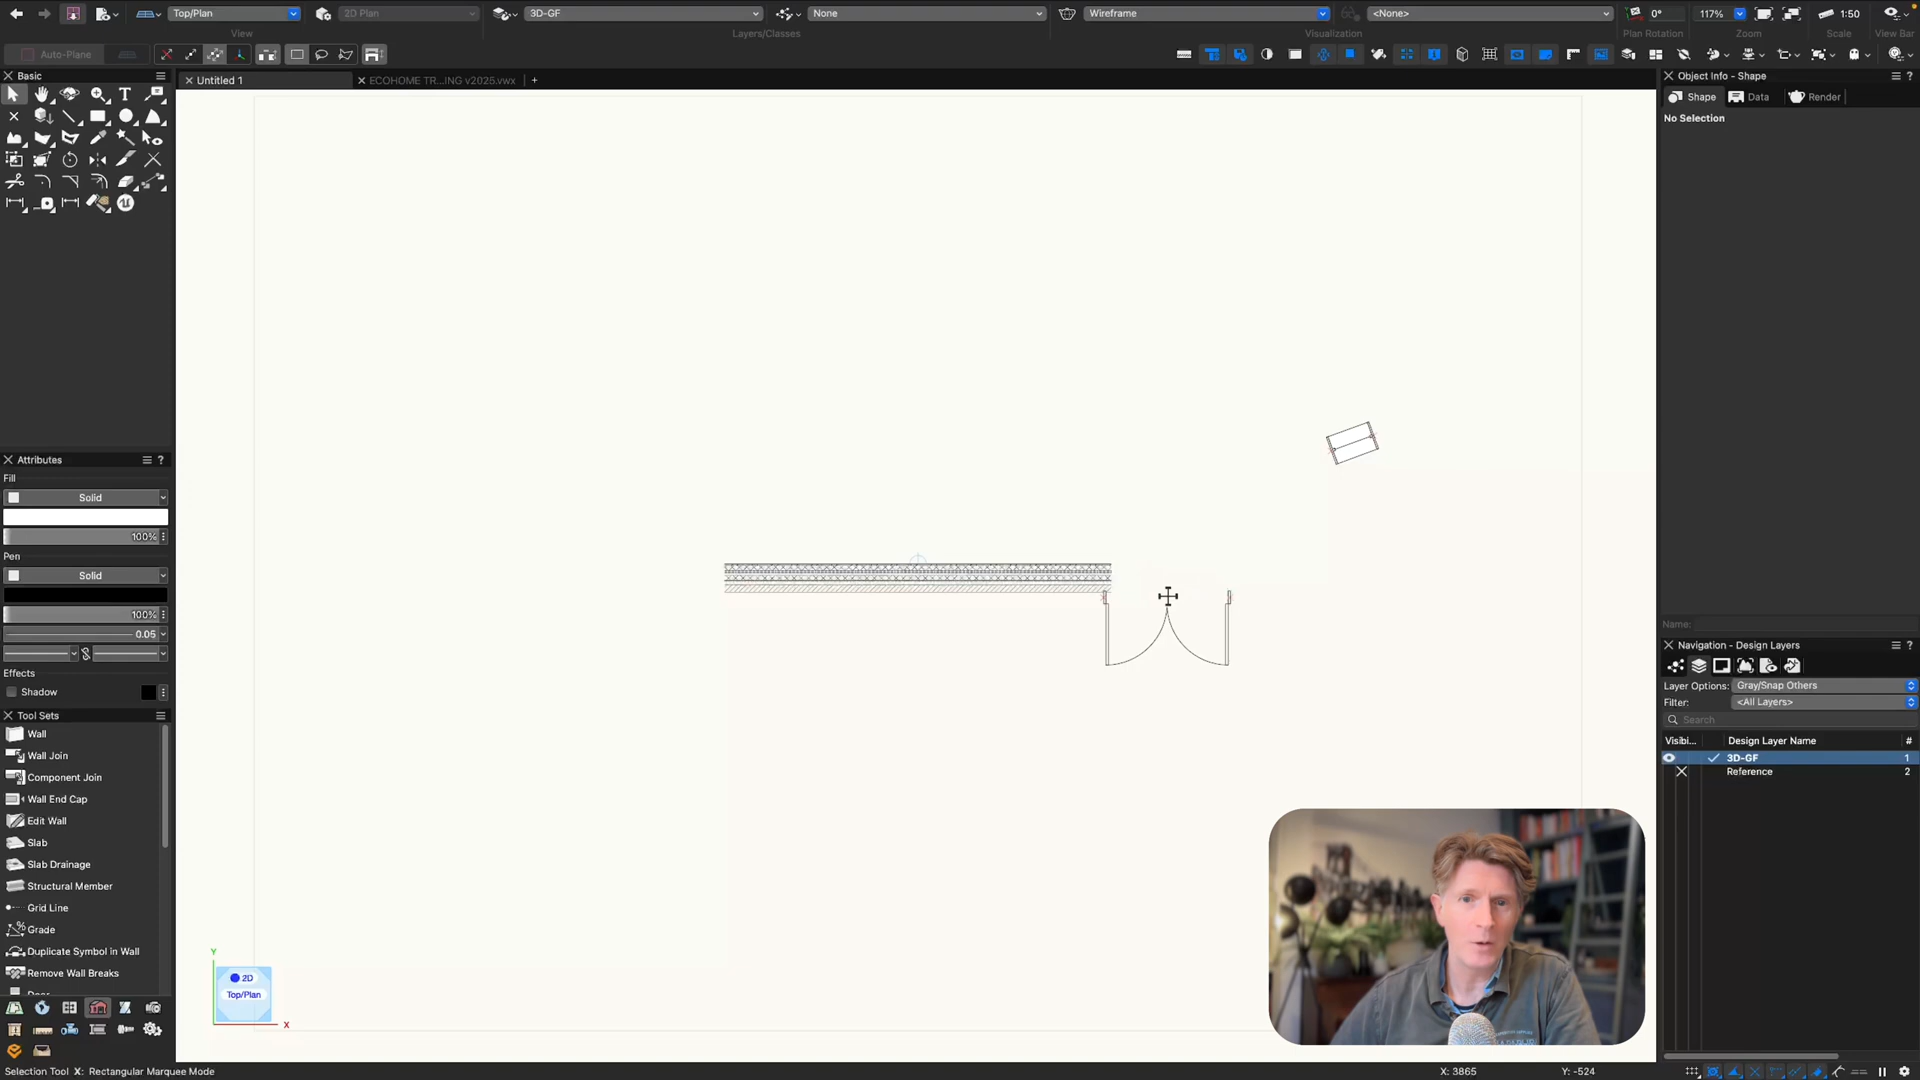 Top/Plan
2D Plan
3D-GF
None
Wireframe
<None>
0°
117%
1:50
View
Layers/Classes
Visualization
Plan Rotation
Zoom
Scale
View Bar
Auto-Plane
Basic
Untitled 1
ECOHOME TR...ING v2025.vwx
Object Info - Shape
Shape
Data
Render
No Selection
Attributes
Fill
Solid
100%
Pen
Solid
100%
0.05
Effects
Shadow
Tool Sets
Wall
Wall Join
Component Join
Wall End Cap
Edit Wall
Slab
Slab Drainage
Structural Member
Grid Line
Grade
Duplicate Symbol in Wall
Remove Wall Breaks
Name:
Navigation - Design Layers
Layer Options:
Gray/Snap Others
Filter:
<All Layers>
Search
Visibi...
Design Layer Name
#
3D-GF
1
Reference
2
Y
2D
Top/Plan
X
Selection Tool X: Rectangular Marquee Mode
X: 3865
Y: -524